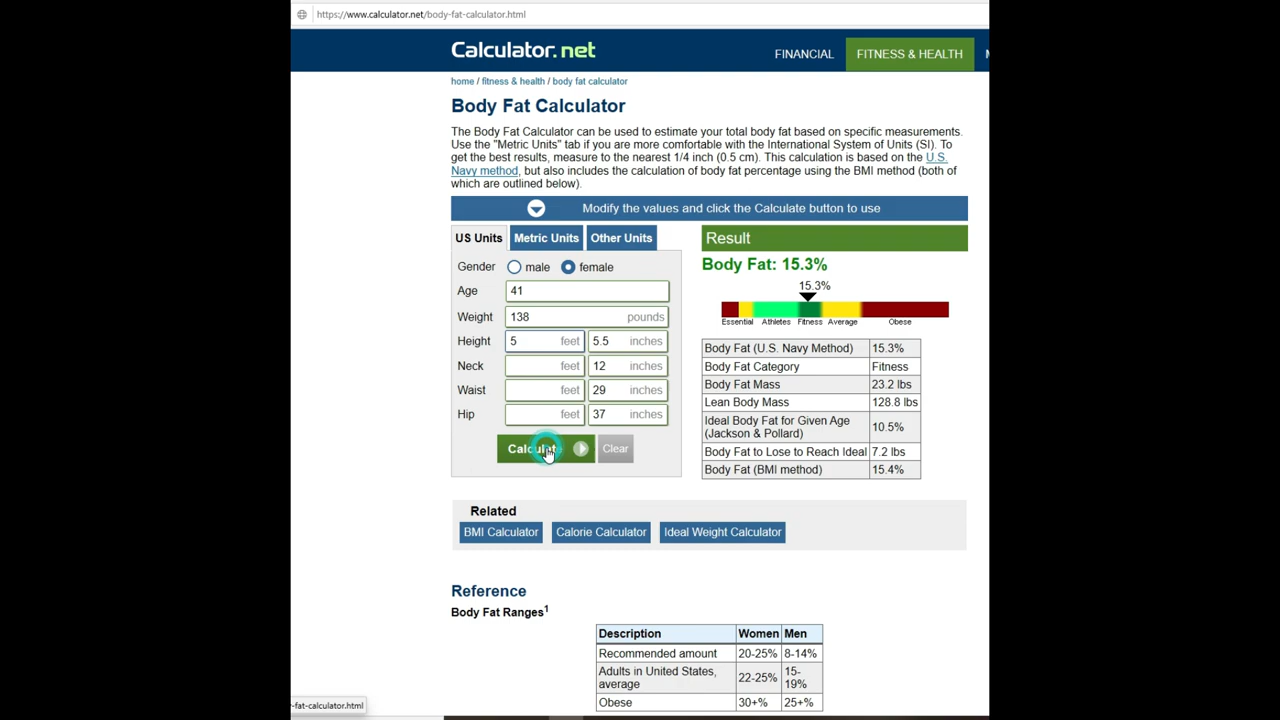 https://www.calculator.net/body-fat-calculator.html
Calculator.net
FINANCIAL
FITNESS & HEALTH
home / fitness & health / body fat calculator
Body Fat Calculator
The Body Fat Calculator can be used to estimate your total body fat based on specific measurements.
Use the "Metric Units" tab if you are more comfortable with the International System of Units (SI). To
get the best results, measure to the nearest 1/4 inch (0.5 cm). This calculation is based on the U.S.
Navy method, but also includes the calculation of body fat percentage using the BMI method (both of
which are outlined below).
Modify the values and click the Calculate button to use
US Units Metric Units Other Units
Gender male female
Age 41
Weight 138 pounds
Height 5 feet 5.5 inches
Neck feet 12 inches
Waist feet 29 inches
Hip feet 37 inches
Calculate Clear
Result
Body Fat: 15.3%
15.3%
Essential Athletes Fitness Average Obese
Body Fat (U.S. Navy Method) 15.3%
Body Fat Category Fitness
Body Fat Mass 23.2 lbs
Lean Body Mass 128.8 lbs
Ideal Body Fat for Given Age
(Jackson & Pollard) 10.5%
Body Fat to Lose to Reach Ideal 7.2 lbs
Body Fat (BMI method) 15.4%
Related
BMI Calculator Calorie Calculator Ideal Weight Calculator
Reference
Body Fat Ranges1
Description Women Men
Recommended amount 20-25% 8-14%
Adults in United States,
average 22-25% 15-
19%
Obese 30+% 25+%
-fat-calculator.html